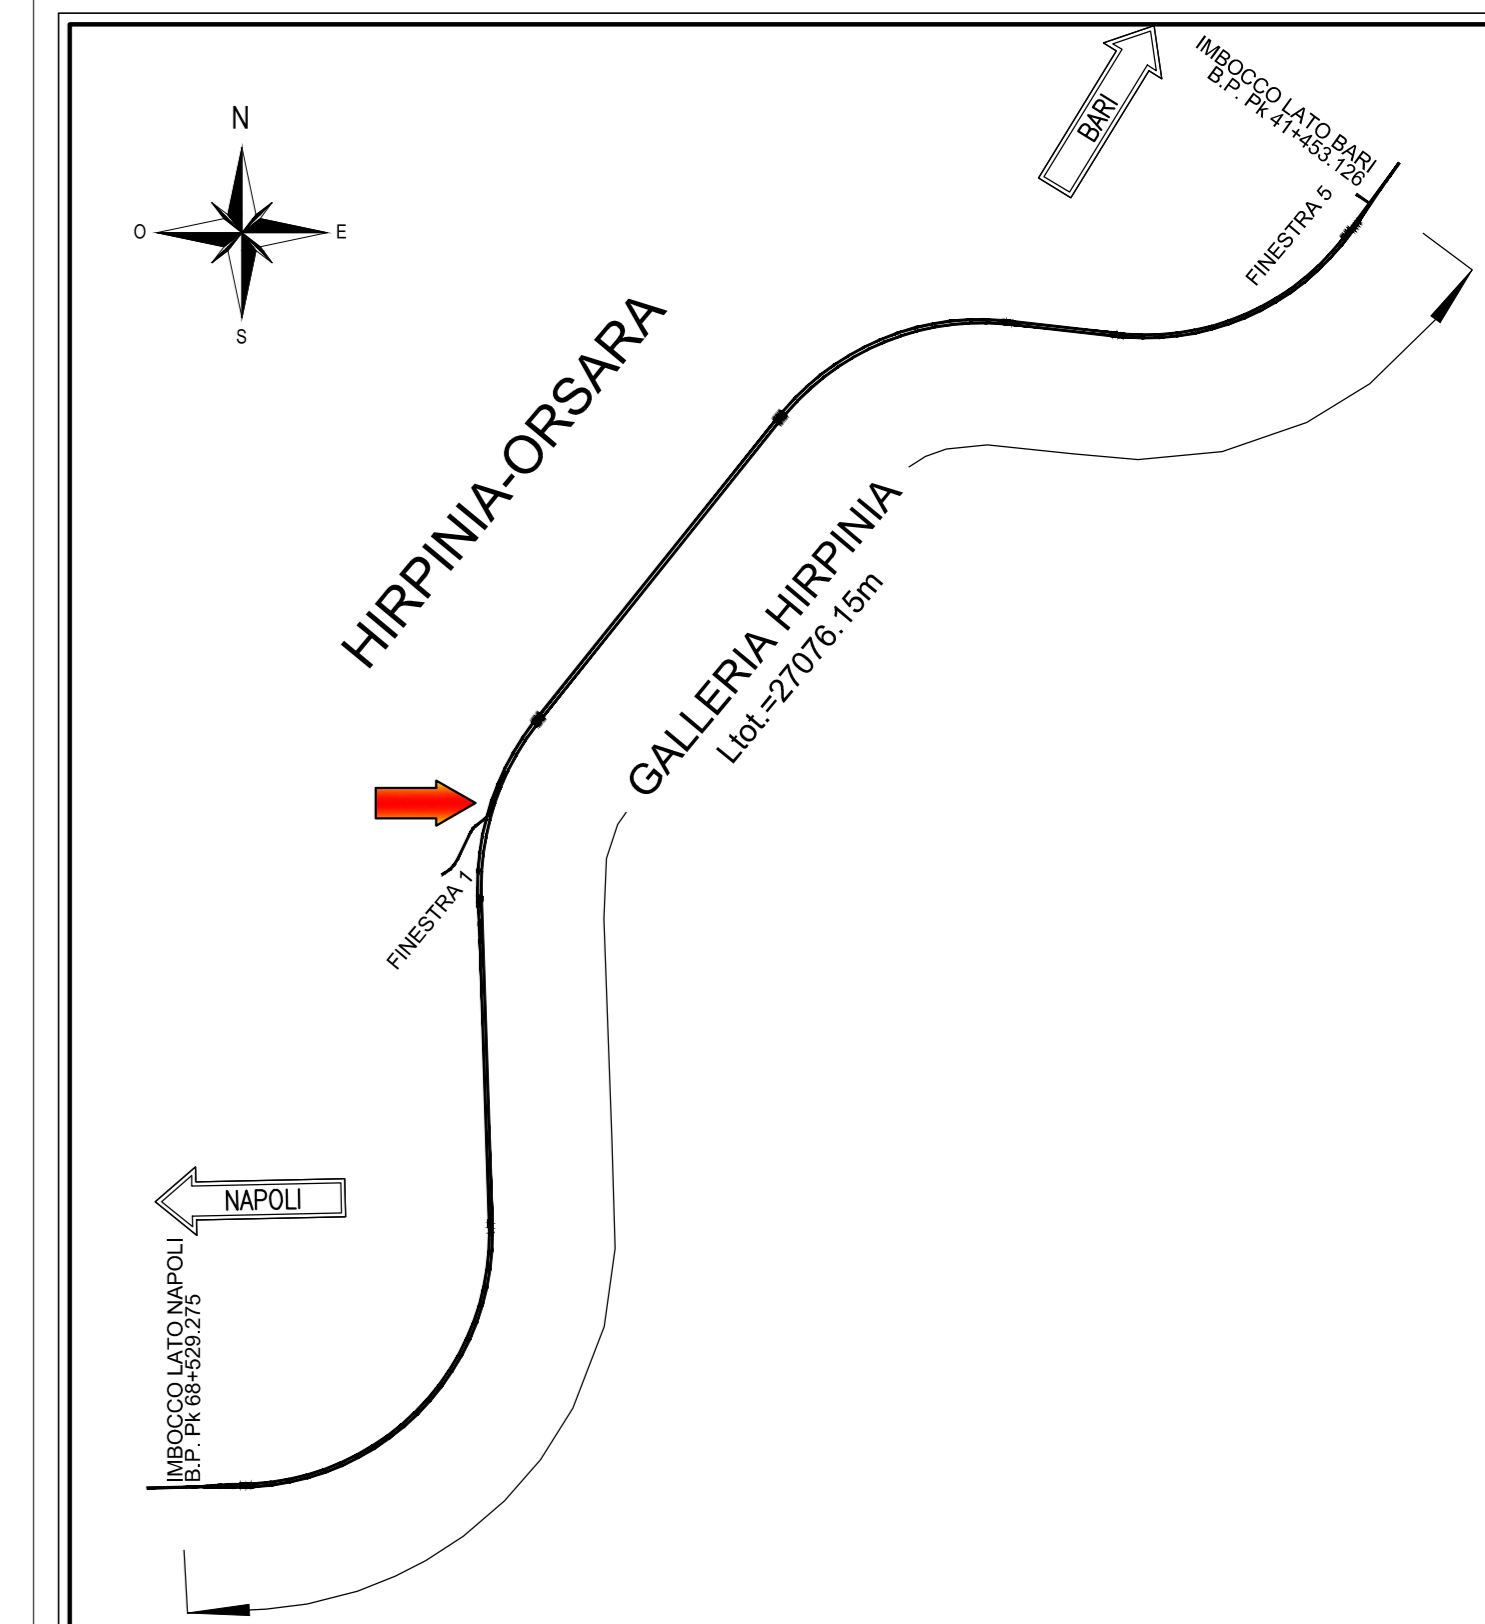 BARI
IMBOCCO LATO BARI
B.P. Pk 41+453.126
N
O
E
S
FINESTRA 5
HIRPINIA-ORSARA
GALLERIA HIRPINIA
Ltot.=27076.15m
FINESTRA 1
NAPOLI
IMBOCCO LATO NAPOLI
B.P. Pk 68+529.275